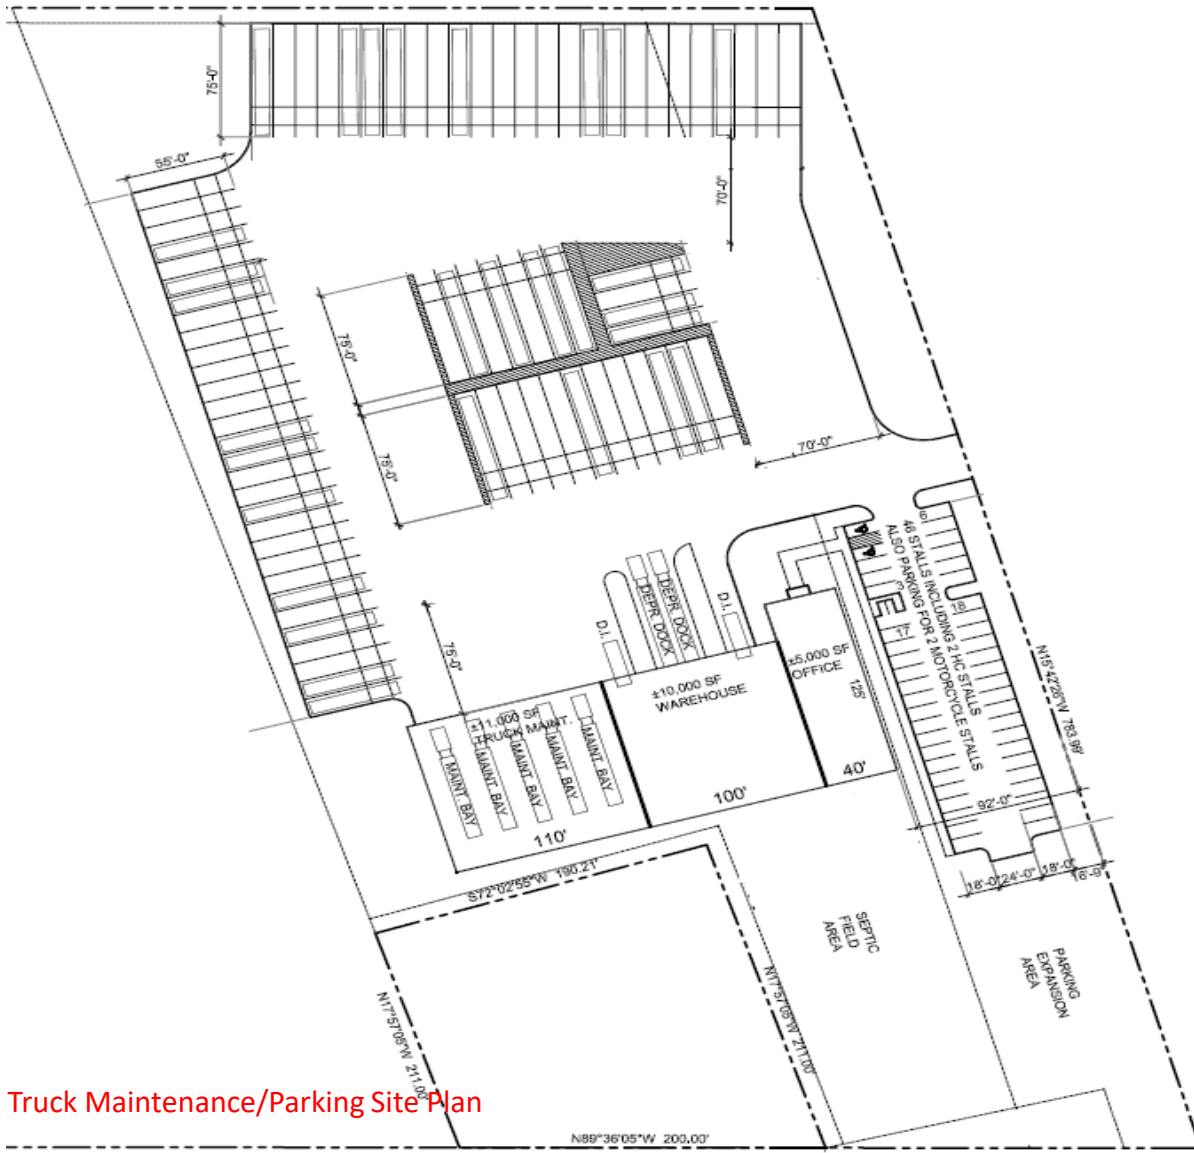 75'-0"
55'-0"
70'-0"
75'-0"
75'-0"
70'-0"
75'-0"
D.I.
DEPR. DOCK
DEPR. DOCK
D.I.
6
46 STALLS INCLUDING 2 HC STALLS
ALSO PARKING FOR 2 MOTORCYCLE STALLS
3
17
18
N15°42'26"W 783.99'
±5,000 SF
OFFICE
125'
±10,000 SF
WAREHOUSE
±11,000 SF
TRUCK MAINT.
MAINT. BAY
MAINT. BAY
MAINT. BAY
MAINT. BAY
MAINT. BAY
40'
100'
110'
92'-0"
18'-0"
24'-0"
18'-0"
16'-9"
S72°02'55"W 190.21'
SEPTIC
FIELD
AREA
PARKING
EXPANSION
AREA
N17°57'05"W 211.00'
N17°57'05"W 211.00'
Truck Maintenance/Parking Site Plan
N89°36'05"W 200.00'